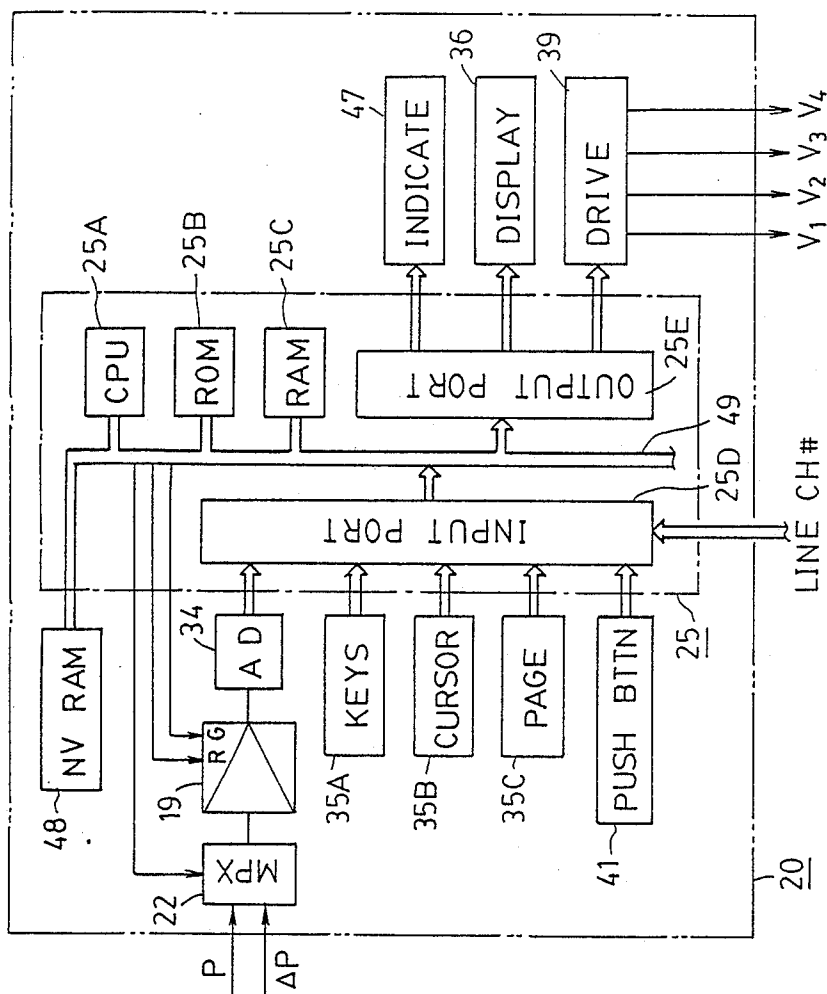 47
INDICATE
36
DISPLAY
39
DRIVE
V1 V2 V3 V4
25A
CPU
25B
ROM
25C
RAM
OUTPUT PORT
25E
49
25D
INPUT PORT
LINE CH#
25
NV RAM
48
34
A D
R G
19
MPX
22
P
ΔP
KEYS
35A
CURSOR
35B
PAGE
35C
PUSH BTTN
41
20